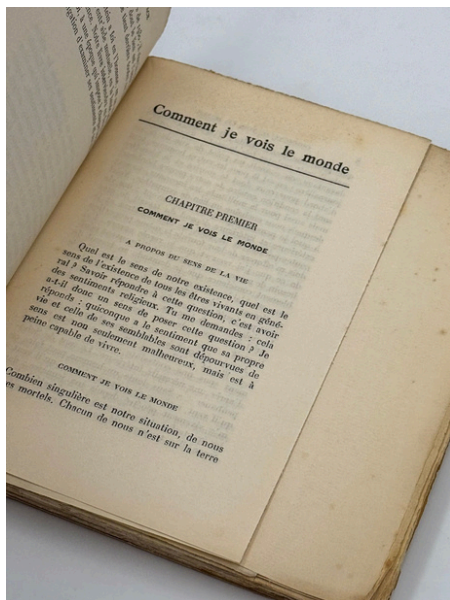 Comment je vois le monde
CHAPITRE PREMIER
COMMENT JE VOIS LE MONDE
A PROPOS DU SENS DE LA VIE
Quel est le sens de notre existence, quel est le
sens de l'existence de tous les êtres vivants en géné-
ral ? Savoir répondre à cette question, c'est avoir
des sentiments religieux. Tu me demandes : cela
a-t-il donc un sens de poser cette question ? Je
réponds : quiconque a le sentiment que sa propre
vie et celle de ses semblables sont dépourvues de
sens est non seulement malheureux, mais est à
peine capable de vivre.
COMMENT JE VOIS LE MONDE
Combien singulière est notre situation, de nous
es mortels. Chacun de nous n'est sur la terre